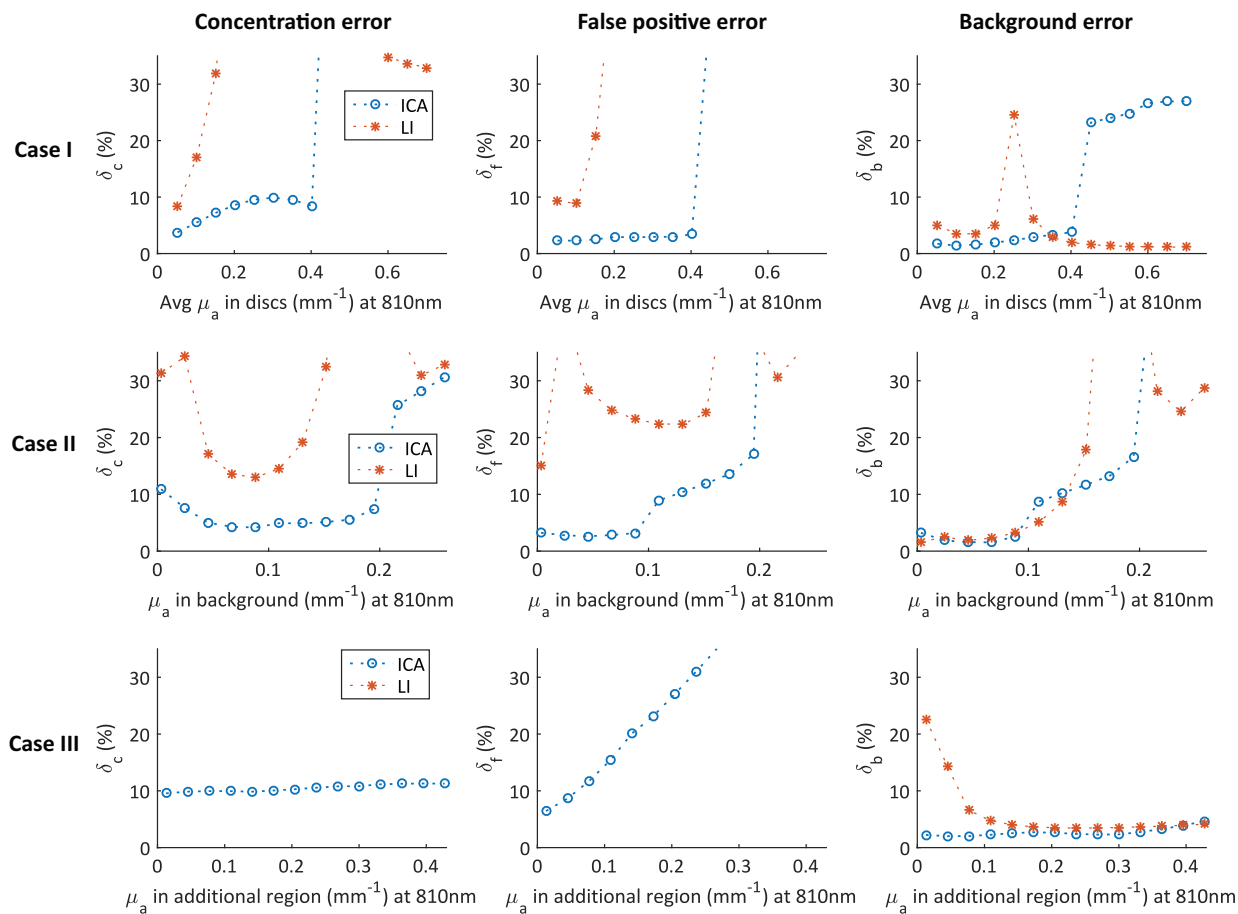 Concentration error
False positive error
Background error
Case I
δc (%)
30
20
10
0
0
0.2
0.4
0.6
Avg μa in discs (mm-1) at 810nm
ICA
LI
δf (%)
30
20
10
0
0
0.2
0.4
0.6
Avg μa in discs (mm-1) at 810nm
δb (%)
30
20
10
0
0
0.2
0.4
0.6
Avg μa in discs (mm-1) at 810nm
Case II
δc (%)
30
20
10
0
0
0.1
0.2
μa in background (mm-1) at 810nm
ICA
LI
δf (%)
30
20
10
0
0
0.1
0.2
μa in background (mm-1) at 810nm
δb (%)
30
20
10
0
0
0.1
0.2
μa in background (mm-1) at 810nm
Case III
δc (%)
30
20
10
0
0
0.1
0.2
0.3
0.4
μa in additional region (mm-1) at 810nm
ICA
LI
δf (%)
30
20
10
0
0
0.1
0.2
0.3
0.4
μa in additional region (mm-1) at 810nm
δb (%)
30
20
10
0
0
0.1
0.2
0.3
0.4
μa in additional region (mm-1) at 810nm